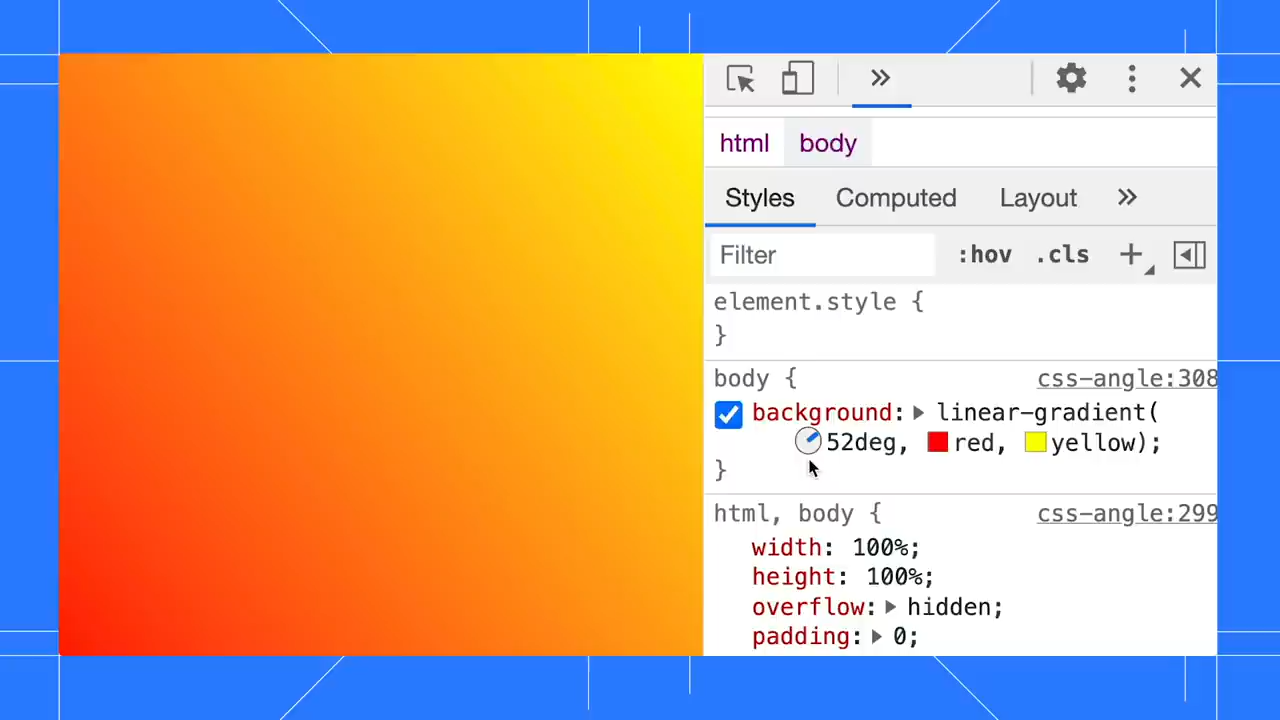 html body
Styles Computed Layout
Filter :hov .cls
element.style {
}
body { css-angle:308
background: linear-gradient(
52deg, red, yellow);
}
html, body { css-angle:299
width: 100%;
height: 100%;
overflow: hidden;
padding: 0;